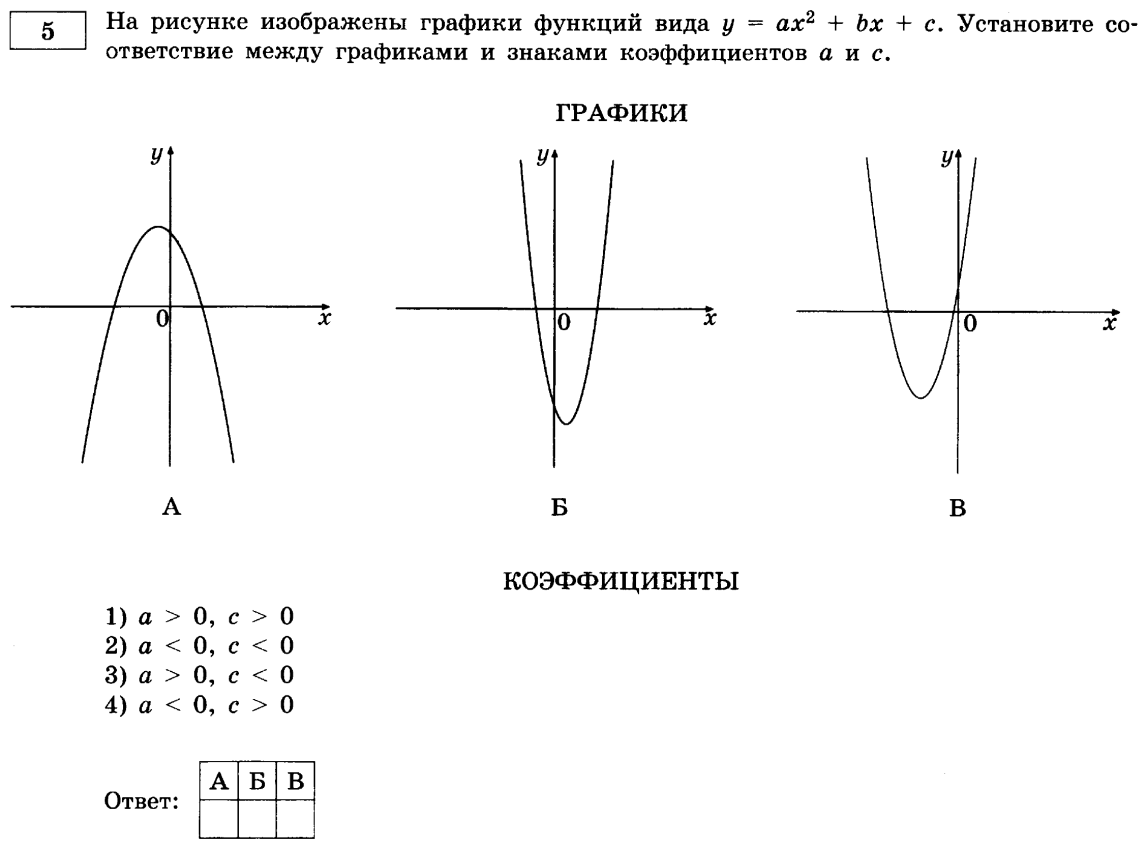 5
На рисунке изображены графики функций вида y = ax² + bx + c. Установите со-
ответствие между графиками и знаками коэффициентов a и c.
ГРАФИКИ
y
0
x
y
0
x
y
0
x
А
Б
В
КОЭФФИЦИЕНТЫ
1) a > 0, c > 0
2) a < 0, c < 0
3) a > 0, c < 0
4) a < 0, c > 0
Ответ:
А Б В